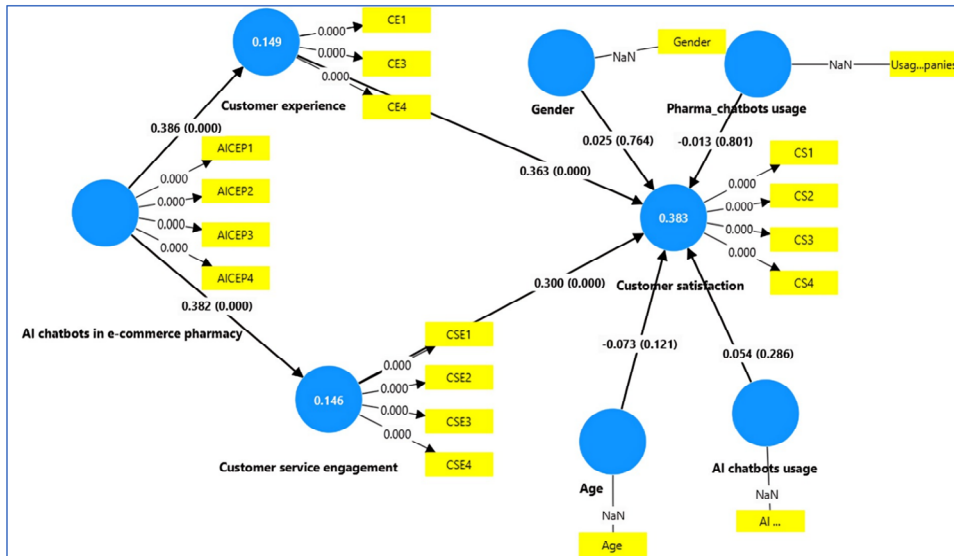 0.149
0.000
0.000
0.000
CE1
CE3
CE4
Customer experience
0.386 (0.000)
AICEP1
AICEP2
AICEP3
AICEP4
0.000
0.000
0.000
0.000
AI chatbots in e-commerce pharmacy
0.382 (0.000)
0.363 (0.000)
0.300 (0.000)
0.146
Customer service engagement
0.000
0.000
0.000
0.000
CSE1
CSE2
CSE3
CSE4
Gender
NaN
Gender
0.025 (0.764)
NaN
Usag...panies
Pharma_chatbots usage
-0.013 (0.801)
0.383
Customer satisfaction
0.000
0.000
0.000
0.000
CS1
CS2
CS3
CS4
-0.073 (0.121)
0.054 (0.286)
Age
NaN
Age
AI chatbots usage
NaN
AI ...